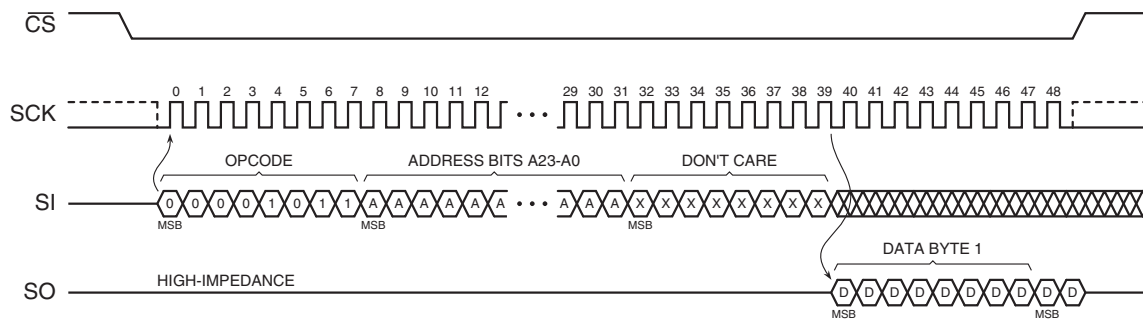 CS
0 1 2 3 4 5 6 7 8 9 10 11 12 29 30 31 32 33 34 35 36 37 38 39 40 41 42 43 44 45 46 47 48
SCK
OPCODE ADDRESS BITS A23-A0 DON'T CARE
SI 0 0 0 0 1 0 1 1 A A A A A A A A A X X X X X X X X
MSB MSB MSB
DATA BYTE 1
HIGH-IMPEDANCE
SO D D D D D D D D D D
MSB MSB